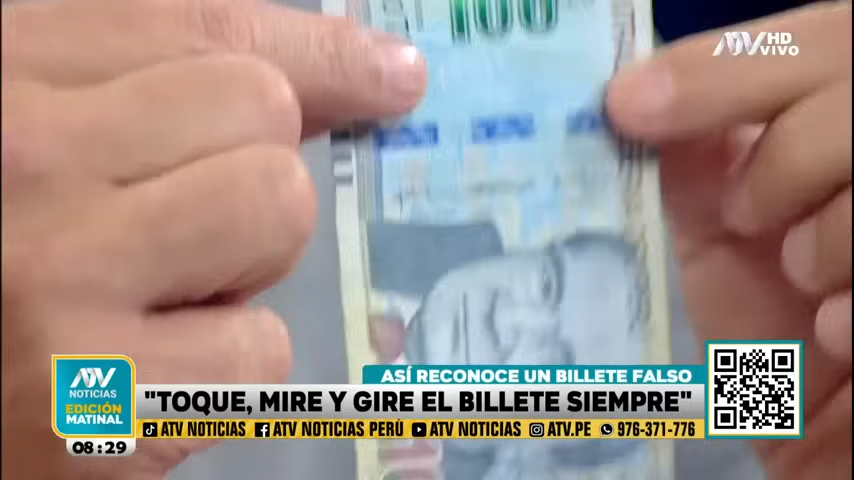 100
ATV HD
VIVO
ASÍ RECONOCE UN BILLETE FALSO
ATV
NOTICIAS
EDICIÓN
MATINAL
08:29
"TOQUE, MIRE Y GIRE EL BILLETE SIEMPRE"
ATV NOTICIAS ATV NOTICIAS PERÚ ATV NOTICIAS ATV.PE 976-371-776